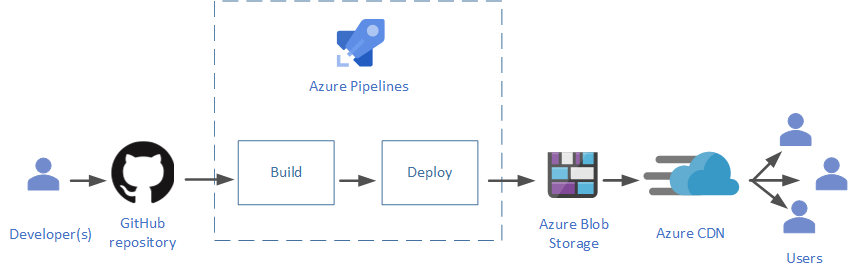 Azure Pipelines
Build
Deploy
Developer(s)
GitHub
repository
Azure Blob
Storage
Azure CDN
Users